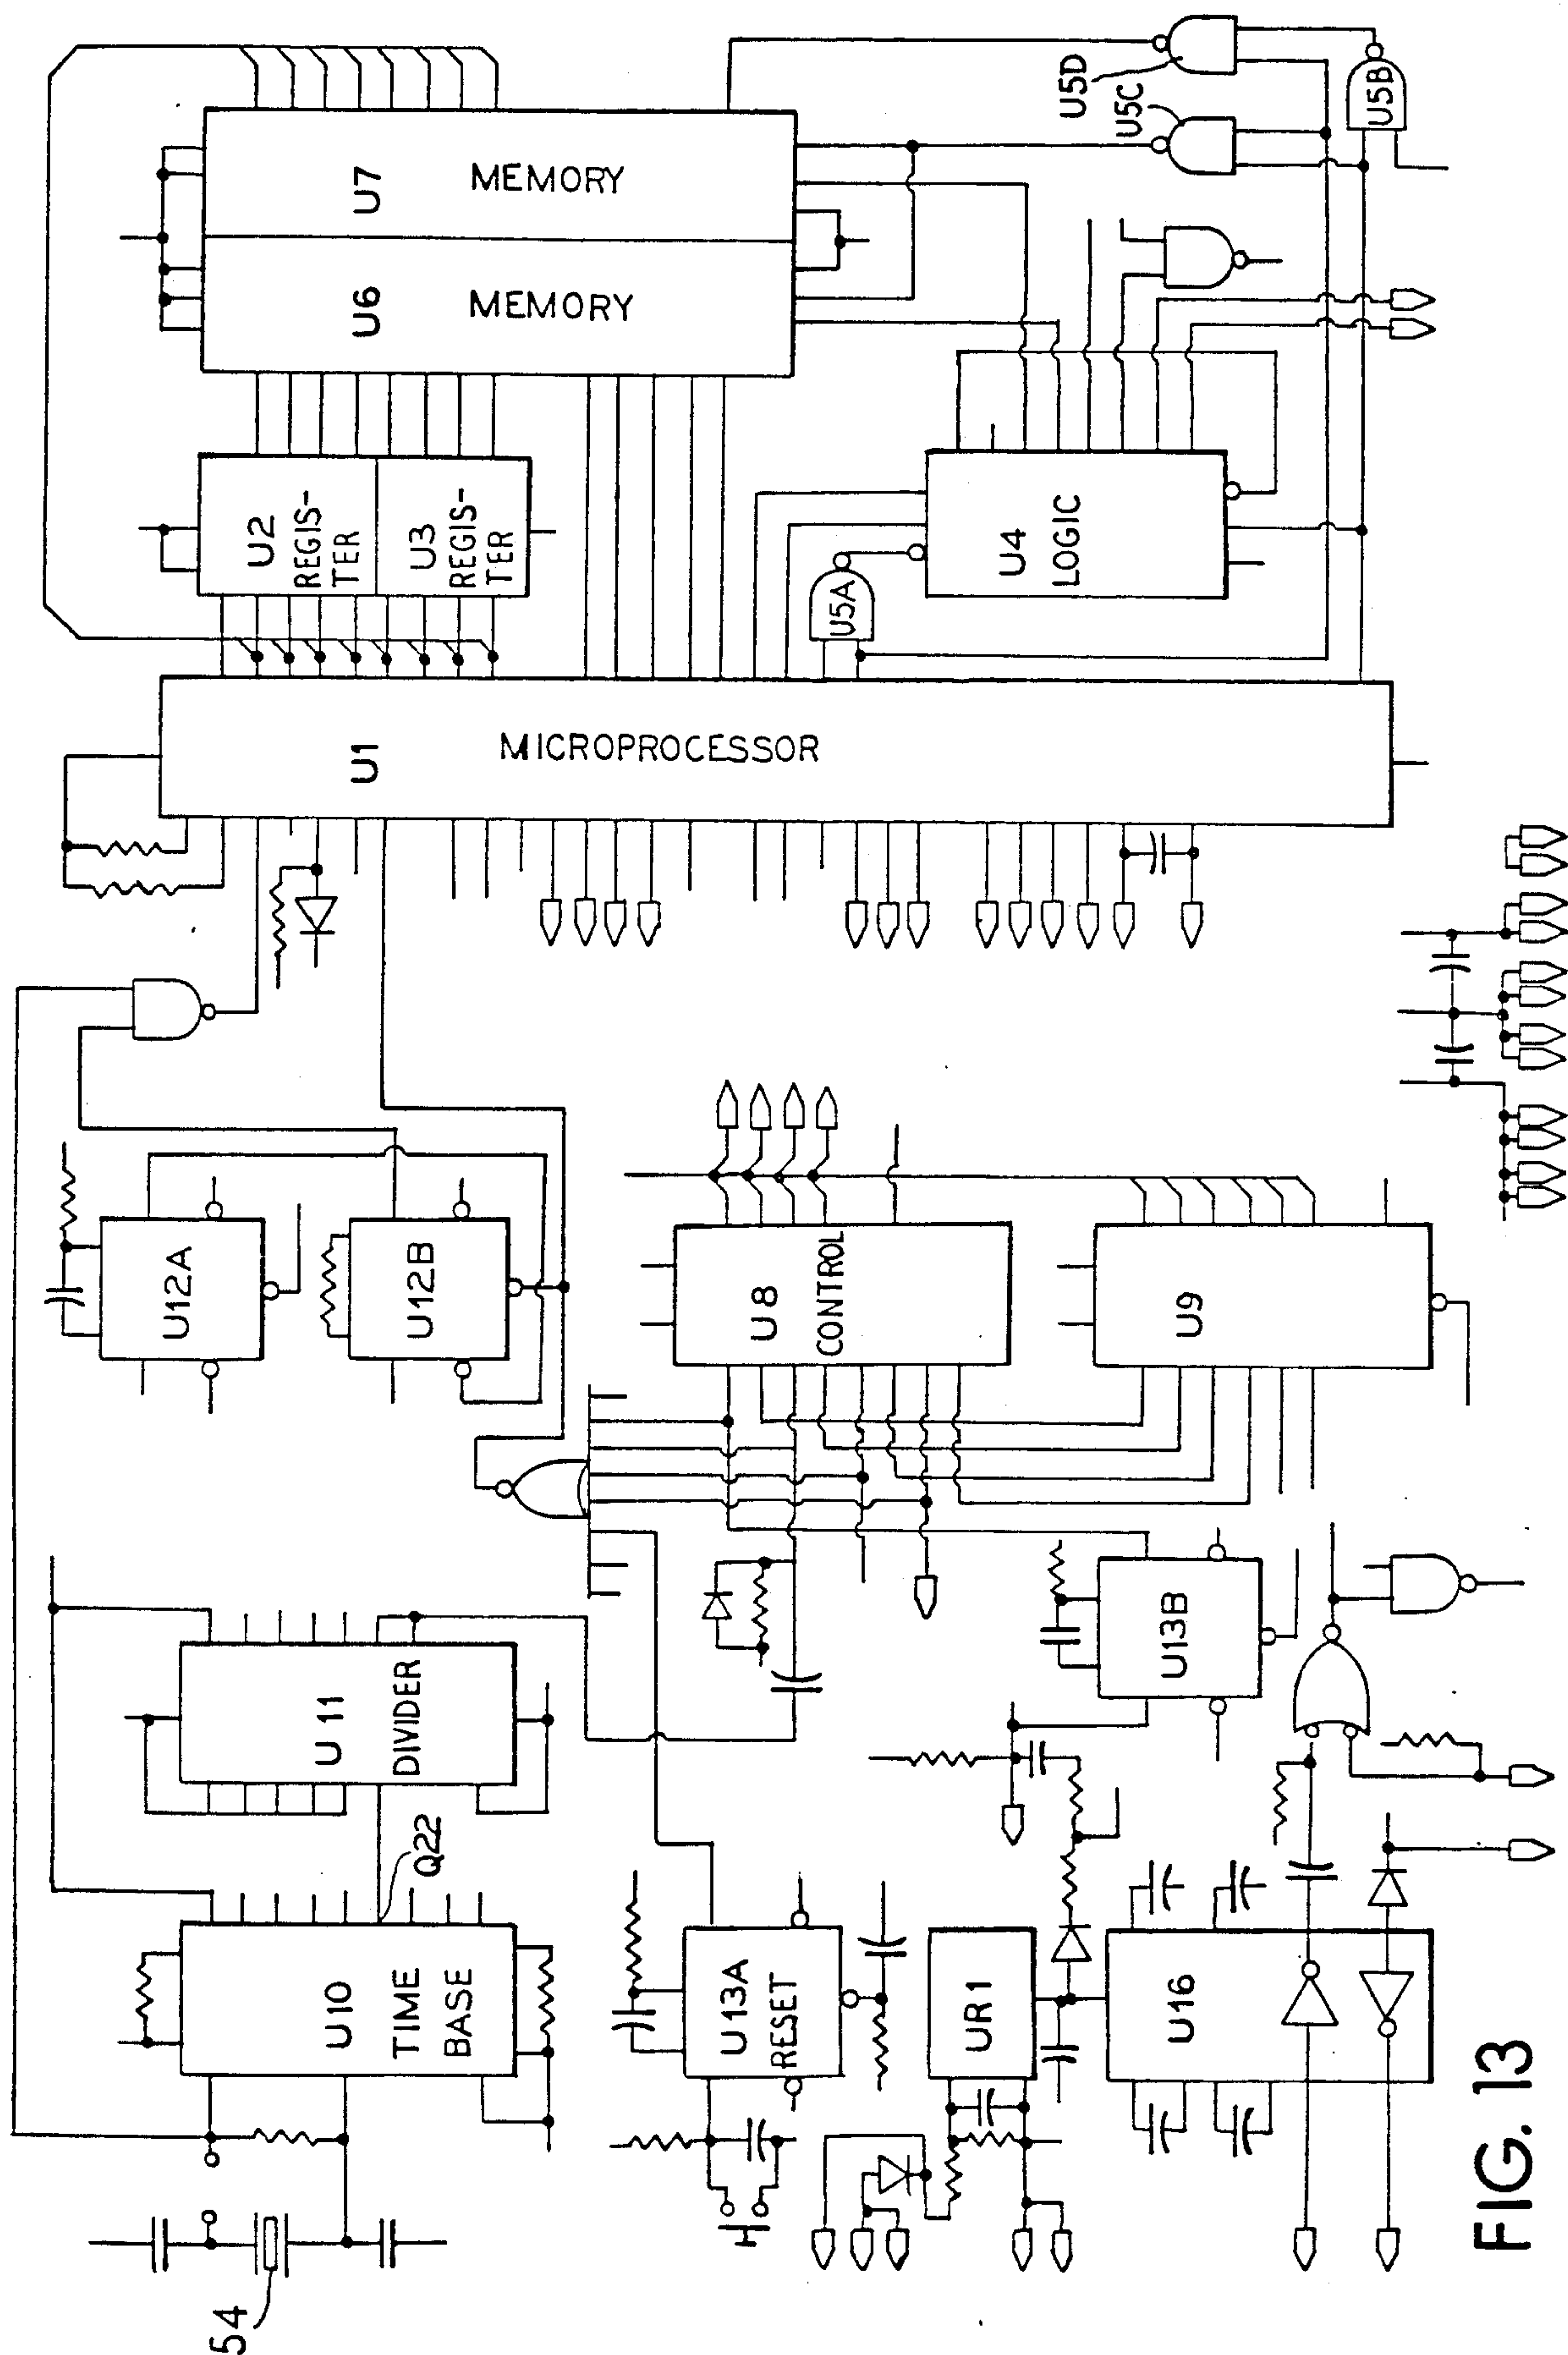 54
U10
TIME
BASE
Q22
U11
DIVIDER
U12A
U12B
U1
MICROPROCESSOR
U2
REGIS-
TER
U3
REGIS-
TER
U6
MEMORY
U7
MEMORY
U13A
RESET
U8
CONTROL
U5A
U4
LOGIC
U5D
U5C
U5B
UR1
U16
U13B
U9
FIG. 13